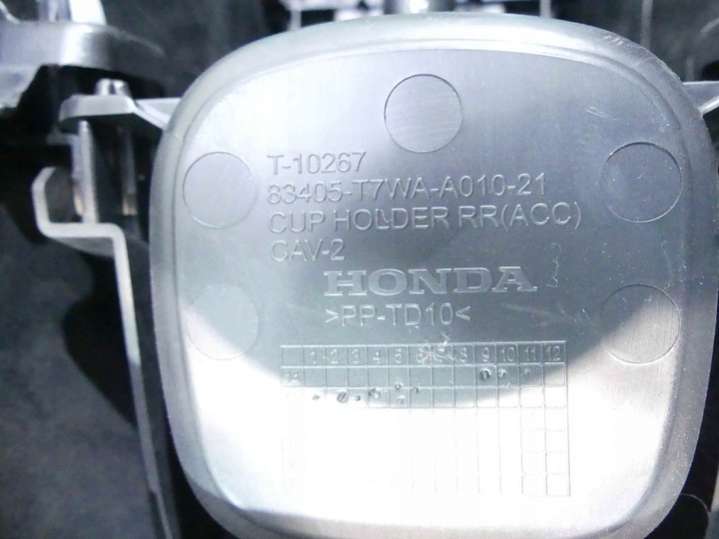 T-10267
83405-T7WA-A010-21
CUP HOLDER RR(ACC)
CAV-2
HONDA
>PP-TD10<
1 2 3 4 5 6 7 8 9 10 11 12